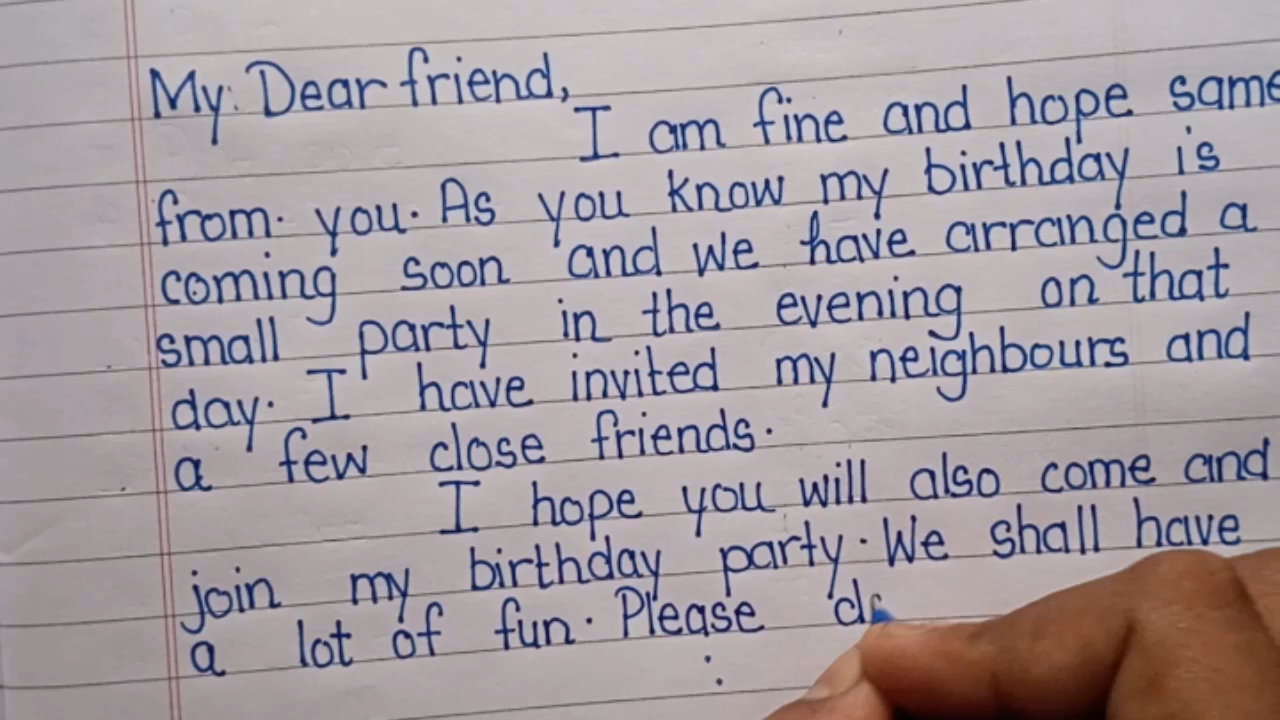 My Dear friend,
I am fine and hope same
from you. As you know my birthday is
coming soon and we have arranged a
small party in the evening on that
day. I have invited my neighbours and
a few close friends.
I hope you will also come and
join my birthday party. We shall have
a lot of fun. Please